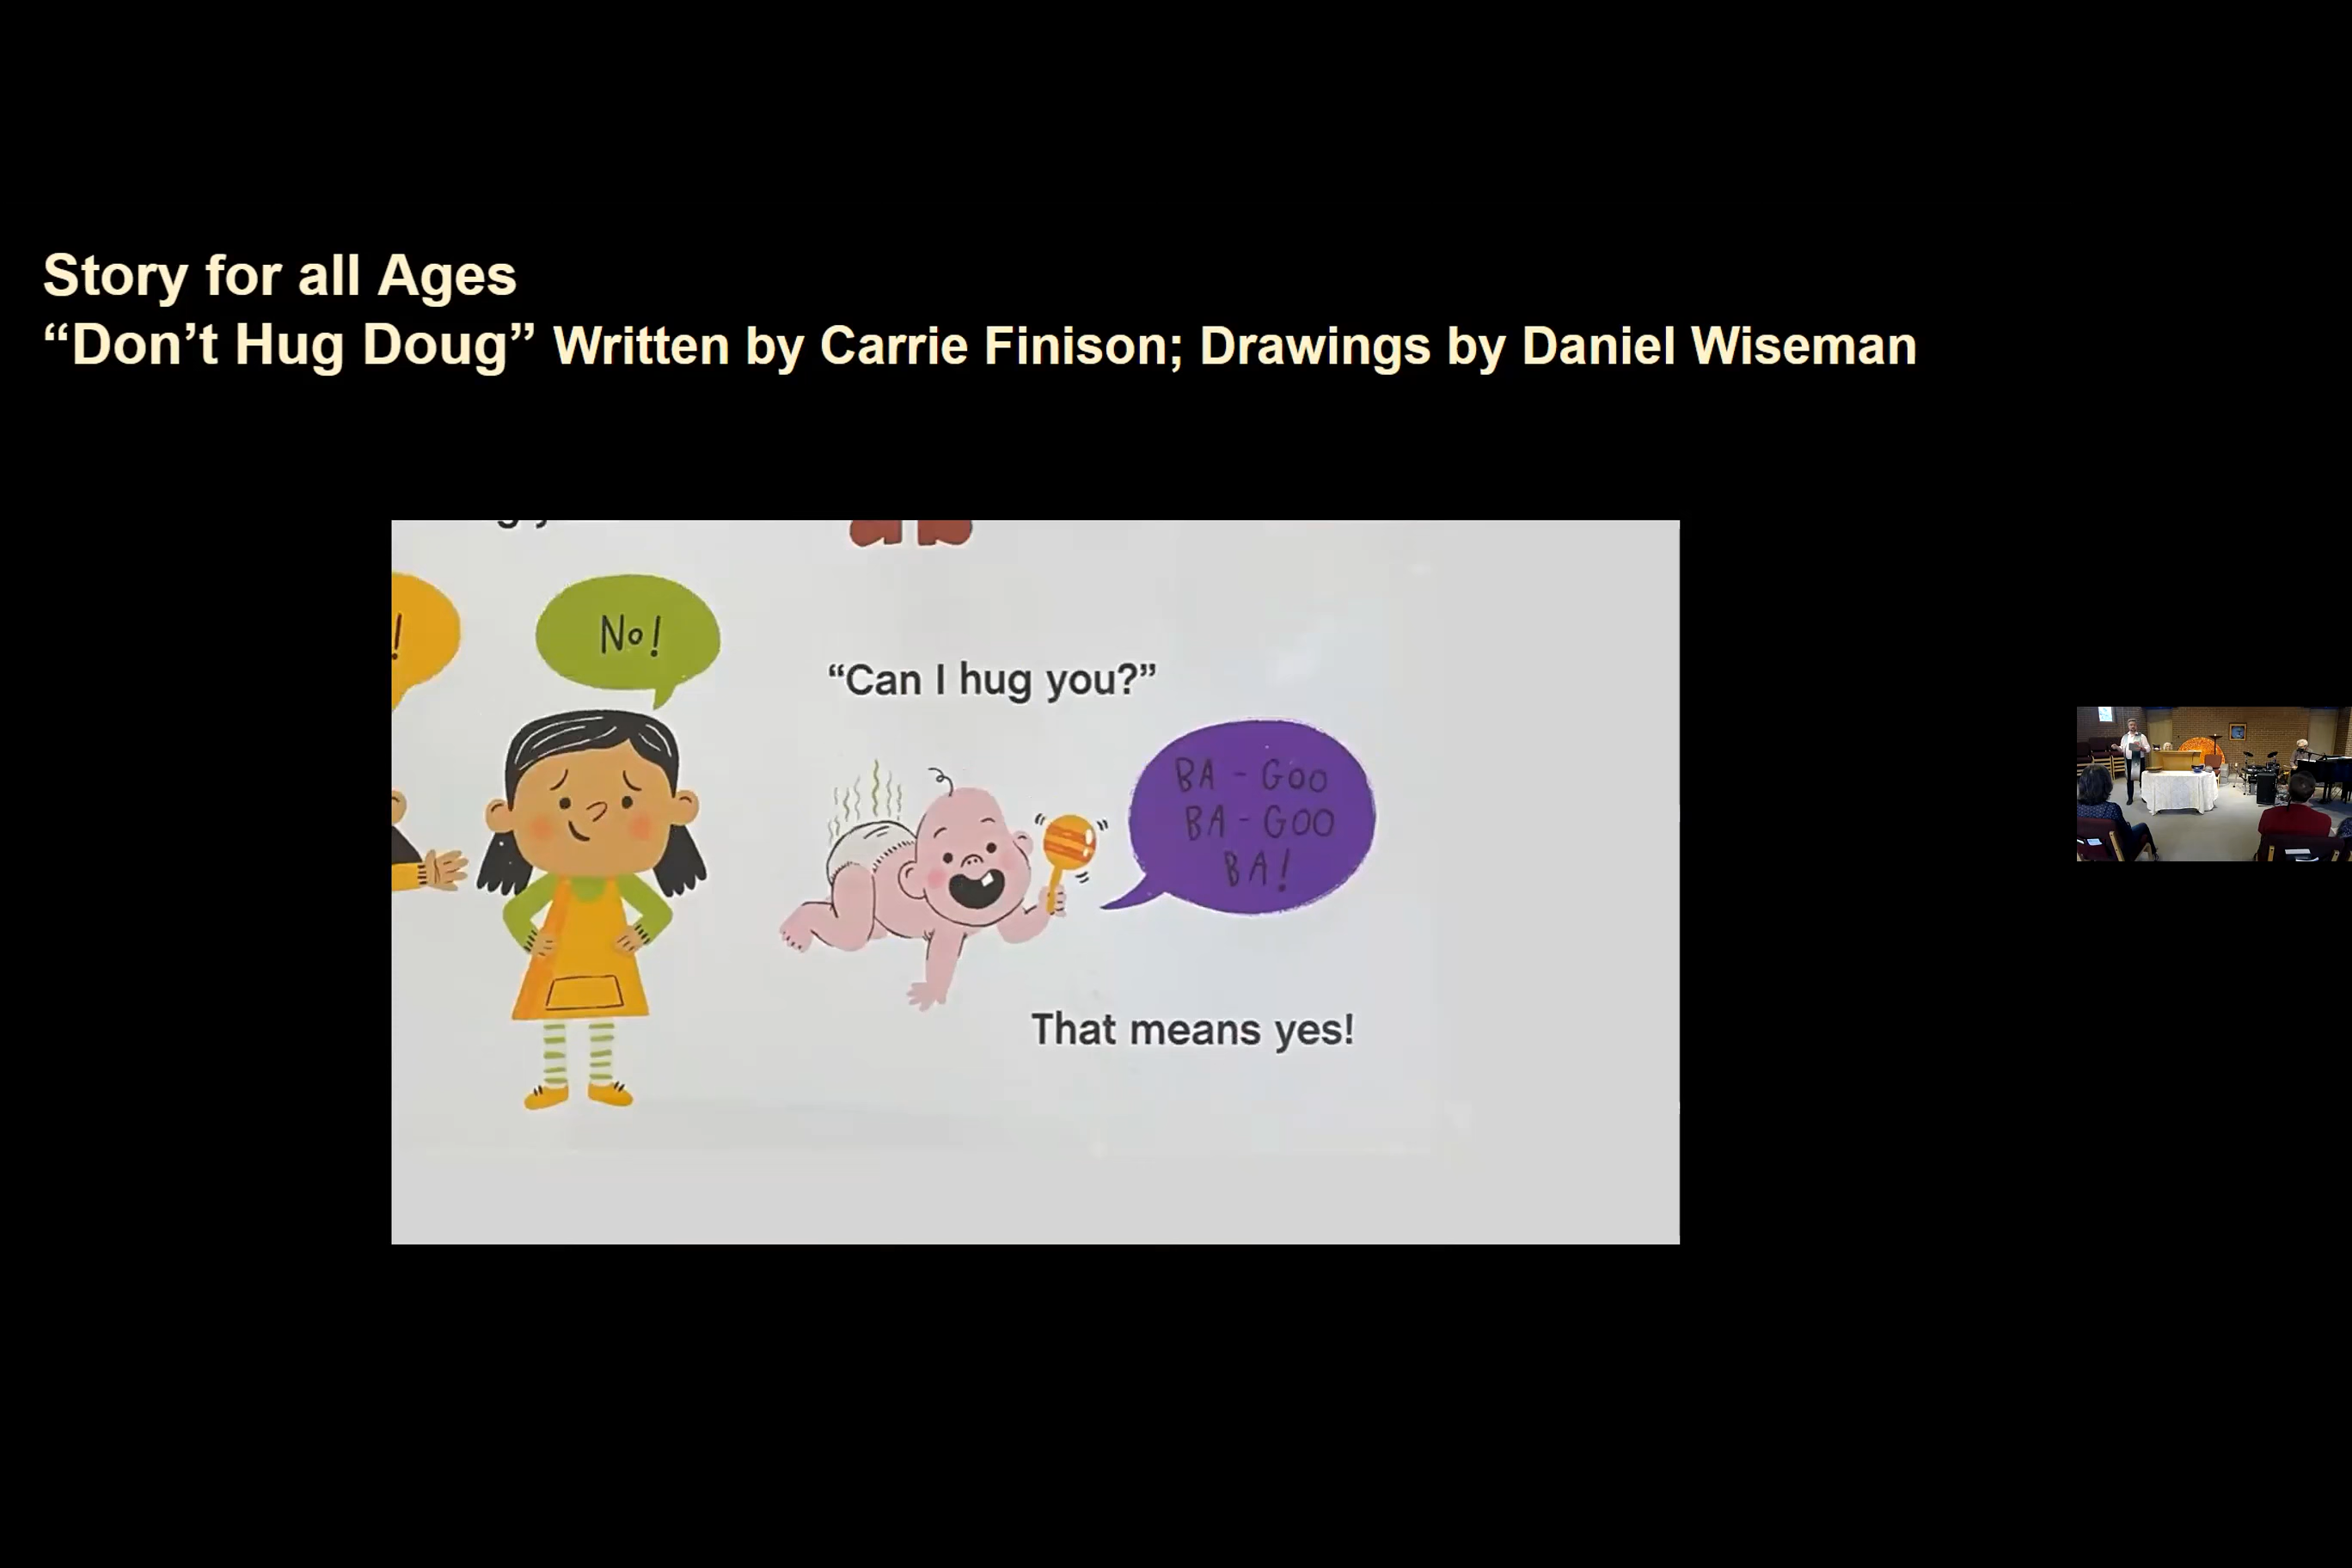 Story for all Ages
“Don’t Hug Doug” Written by Carrie Finison; Drawings by Daniel Wiseman
!
No!
“Can I hug you?”
BA - GOO
BA - GOO
BA!
That means yes!